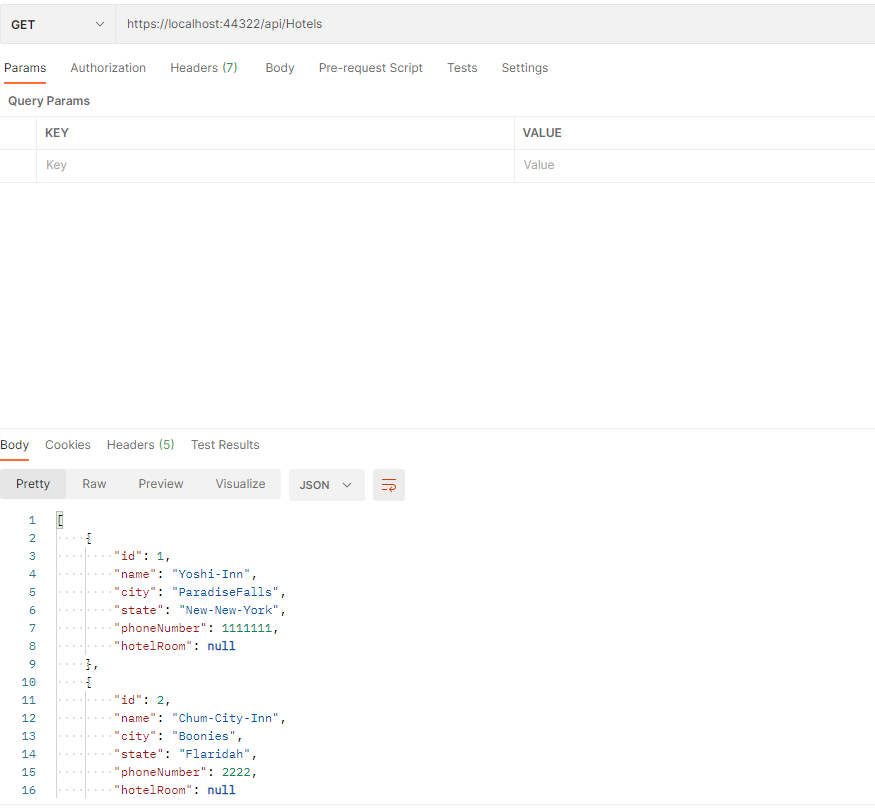 GET https://localhost:44322/api/Hotels
Params Authorization Headers (7) Body Pre-request Script Tests Settings
Query Params
KEY VALUE
Key Value
Body Cookies Headers (5) Test Results
Pretty Raw Preview Visualize JSON
1 [
2 {
3 "id": 1,
4 "name": "Yoshi-Inn",
5 "city": "ParadiseFalls",
6 "state": "New-New-York",
7 "phoneNumber": 1111111,
8 "hotelRoom": null
9 },
10 {
11 "id": 2,
12 "name": "Chum-City-Inn",
13 "city": "Boonies",
14 "state": "Flaridah",
15 "phoneNumber": 2222,
16 "hotelRoom": null